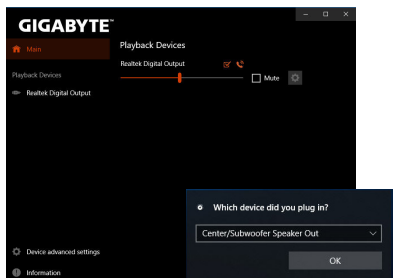 GIGABYTE™
Main
Playback Devices
Realtek Digital Output
Playback Devices
Realtek Digital Output
Mute
Device advanced settings
Information
Which device did you plug in?
Center/Subwoofer Speaker Out
OK